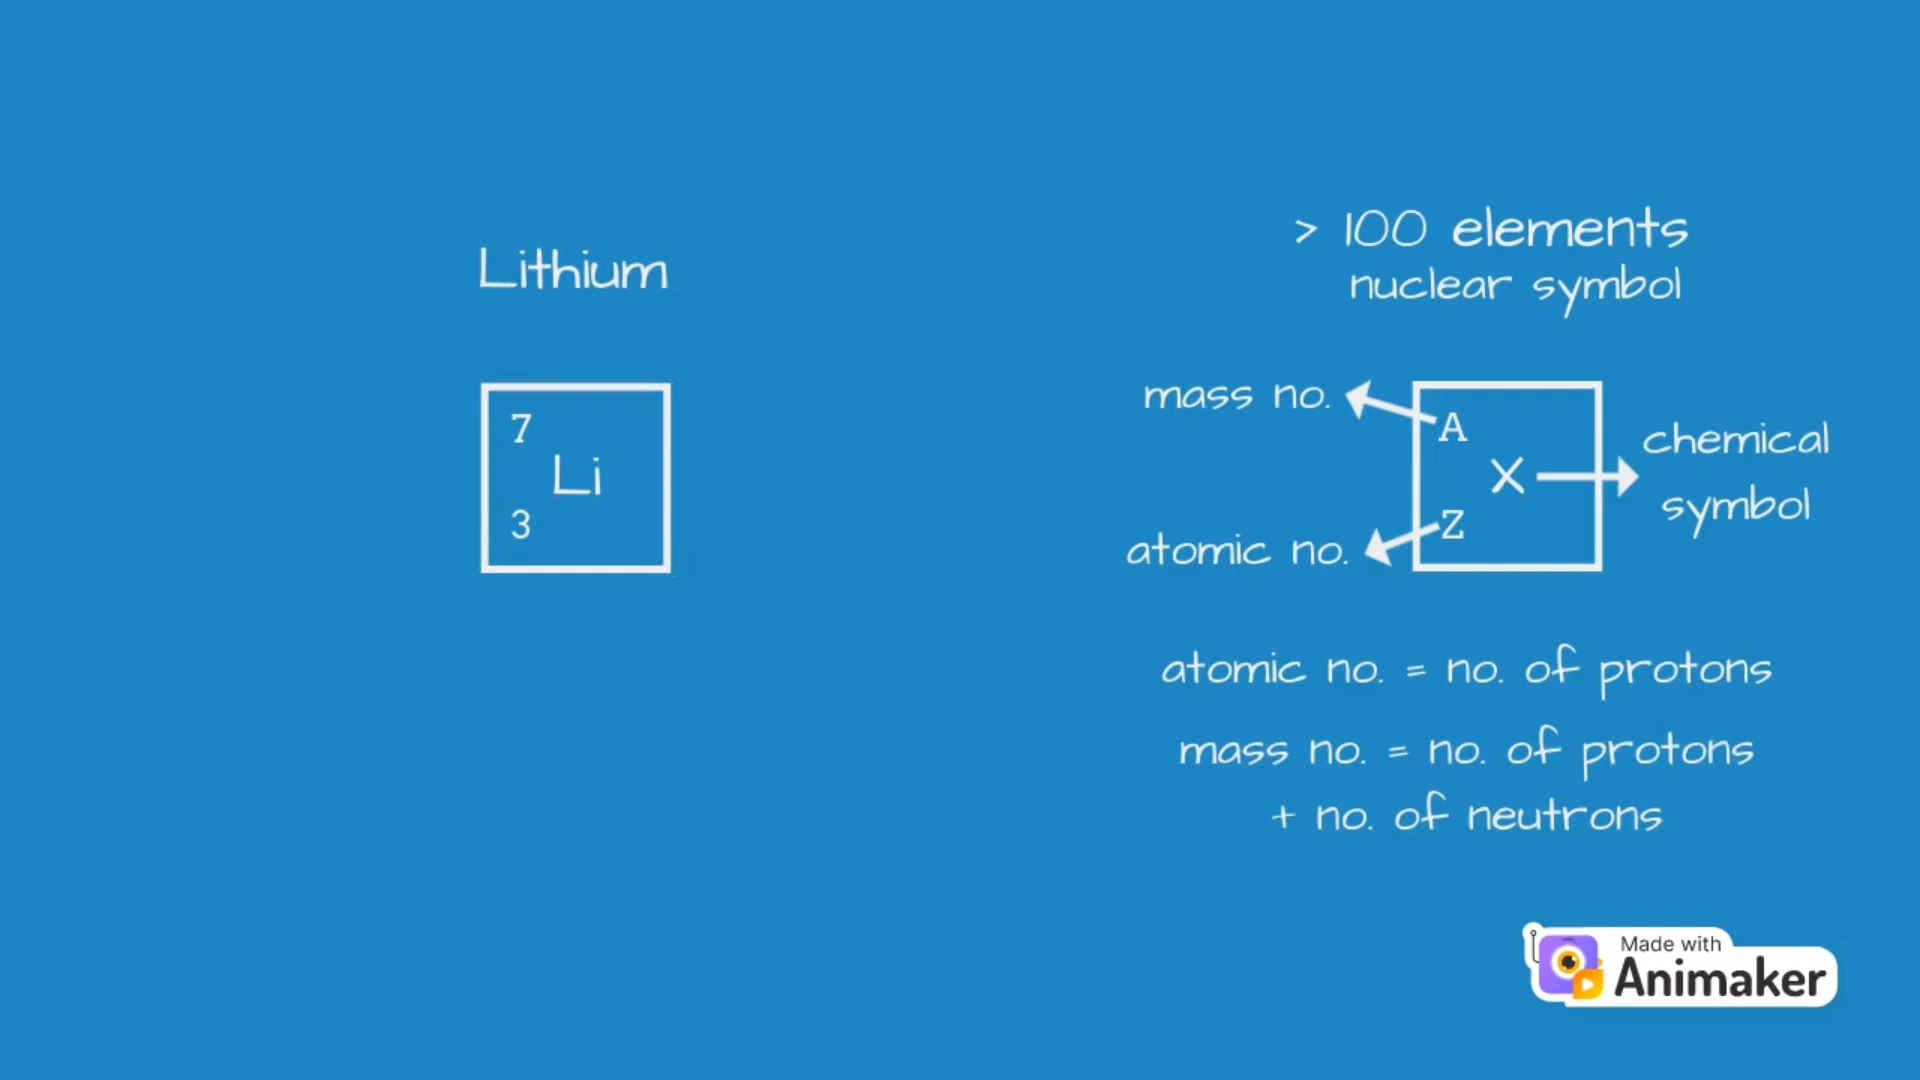 Lithium
7
Li
3
> 100 elements
nuclear symbol
mass no.
A
X
Z
atomic no.
chemical
symbol
atomic no. = no. of protons
mass no. = no. of protons
+ no. of neutrons
Made with
Animaker